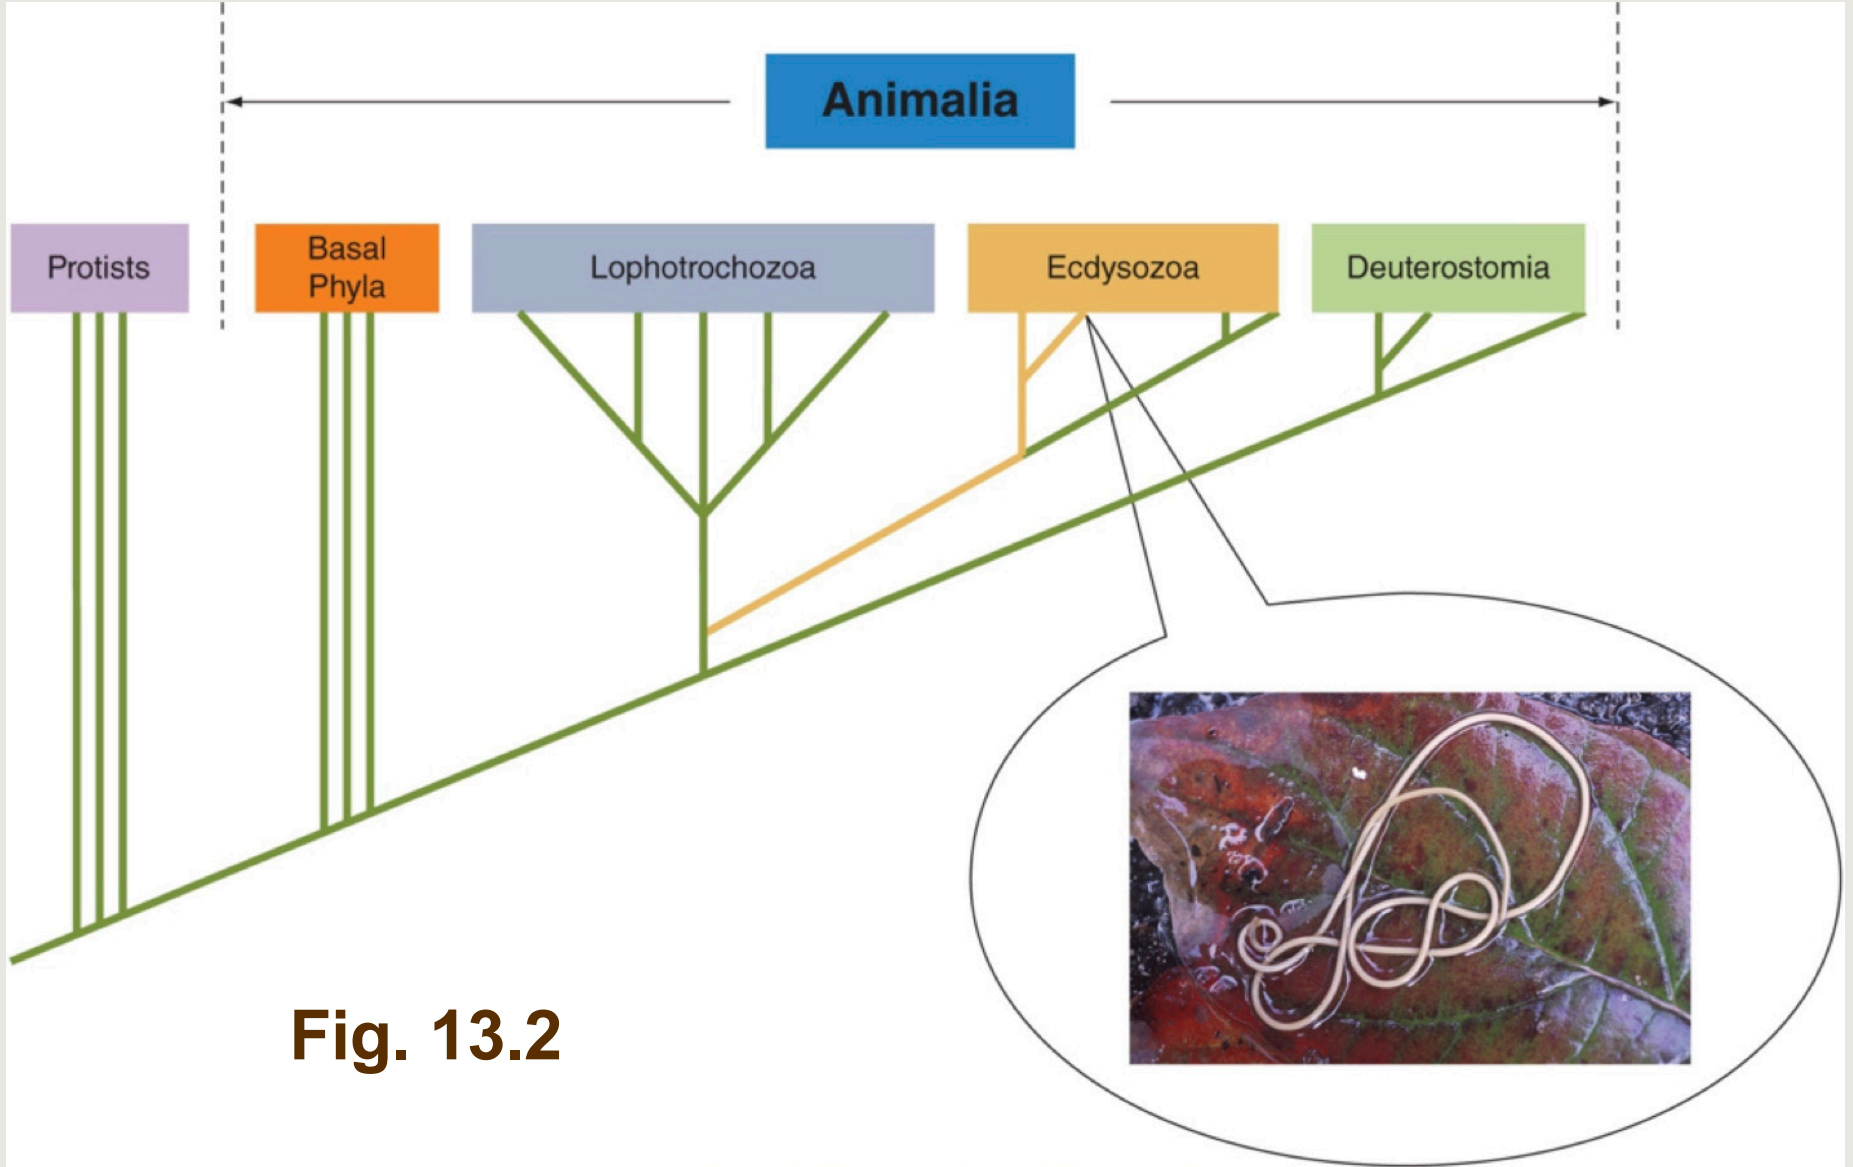 Animalia
Protists
Basal
Phyla
Lophotrochozoa
Ecdysozoa
Deuterostomia
Fig. 13.2